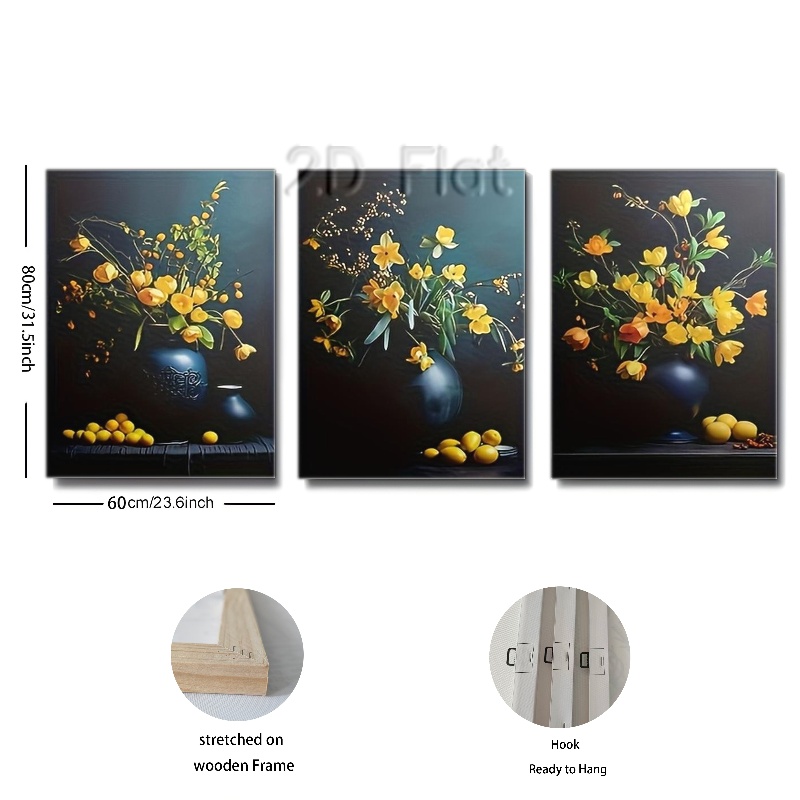 2D Flat
80cm/31.5inch
60cm/23.6inch
stretched on
wooden Frame
Hook
Ready to Hang